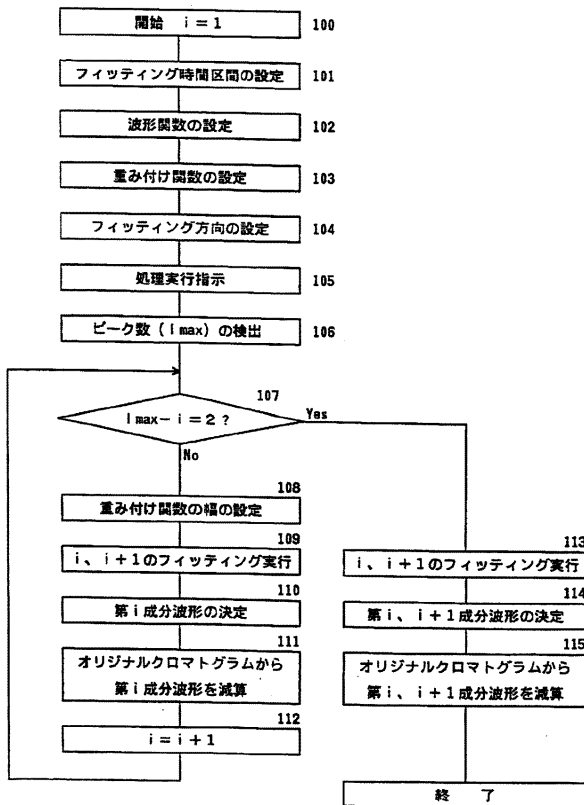 開始 i=1 100
フィッティング時間区間の設定 101
波形関数の設定 102
重み付け関数の設定 103
フィッティング方向の設定 104
処理実行指示 105
ピーク数(Imax)の検出 106
107
Imax-i=2?
Yes
No
108
重み付け関数の幅の設定
109
i、i+1のフィッティング実行
110
第i成分波形の決定
111
オリジナルクロマトグラムから
第i成分波形を減算
112
i=i+1
113
i、i+1のフィッティング実行
114
第i、i+1成分波形の決定
115
オリジナルクロマトグラムから
第i、i+1成分波形を減算
終 了